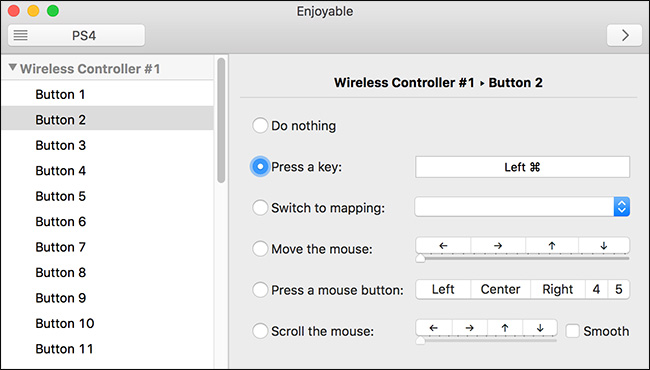 Enjoyable
PS4
Wireless Controller #1
Button 1
Button 2
Button 3
Button 4
Button 5
Button 6
Button 7
Button 8
Button 9
Button 10
Button 11
Wireless Controller #1 ▸ Button 2
Do nothing
Press a key: Left ⌘
Switch to mapping:
Move the mouse: ← → ↑ ↓
Press a mouse button: Left Center Right 4 5
Scroll the mouse: ← → ↑ ↓ Smooth